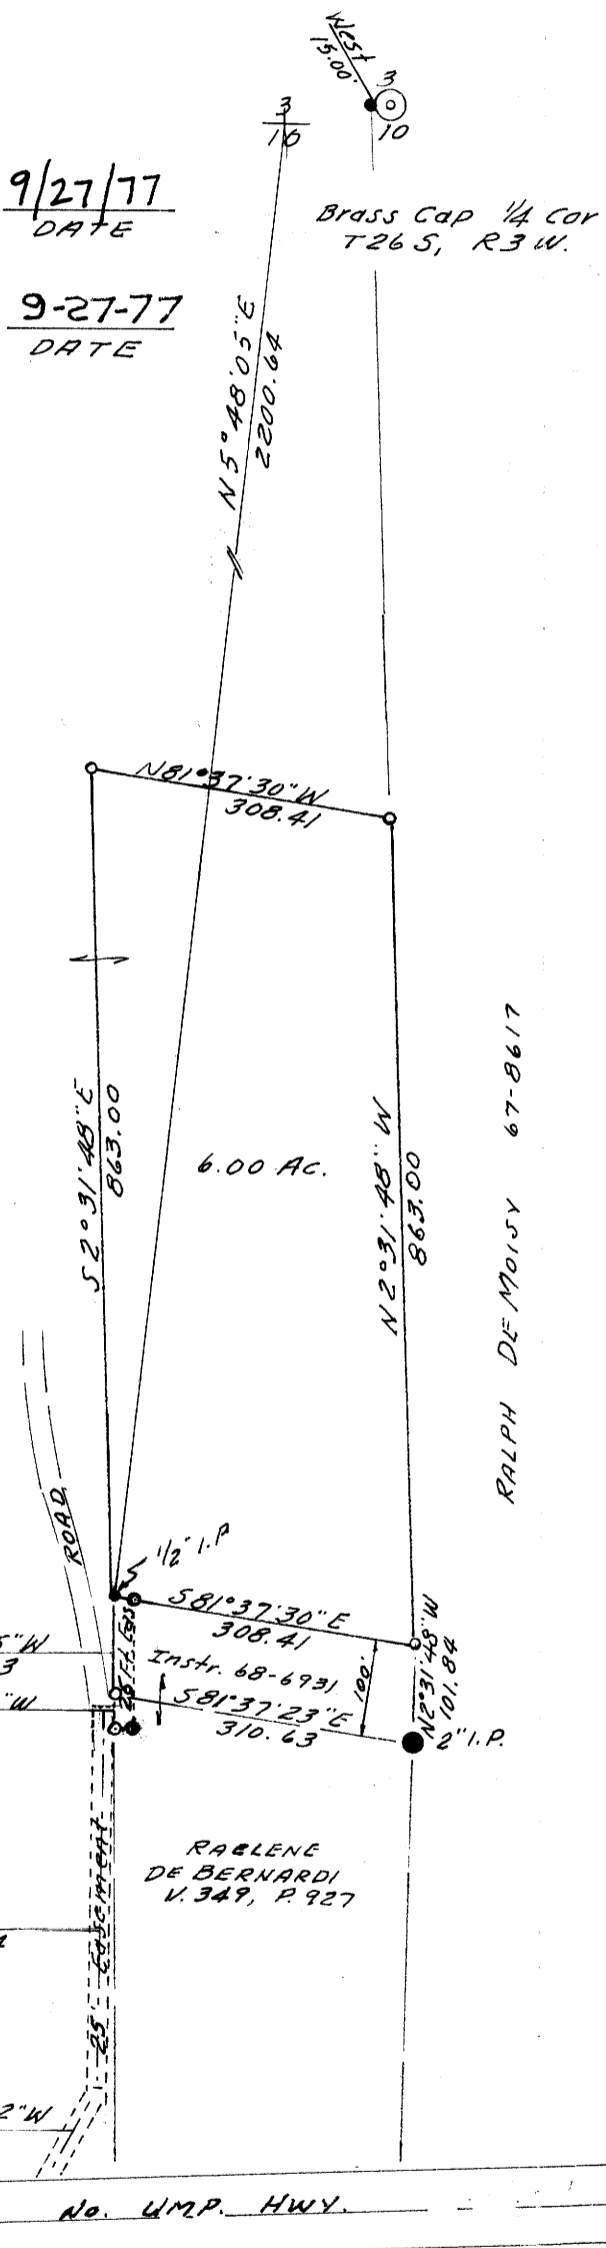 West
15.00'
3
10
3
10
9/27/77
DATE
Brass Cap 1/4 Cor
T26S, R3W.
9-27-77
DATE
N5°48'05"E
2200.64
N81°37'30"W
308.41
S2°31'48"E
863.00
6.00 AC.
N2°31'48"W
863.00
RALPH DE MOISY 67-8617
ROAD
1/2" I.P
S81°37'30"E
308.41
5"W
3
"W
Instr. 68-6931
100'
N2°31'48"W
101.84
S81°37'23"E
310.63
2" I.P.
RAELENE
DE BERNARDI
V. 349, P. 927
25' Easement
2"W
No. UMP. HWY.